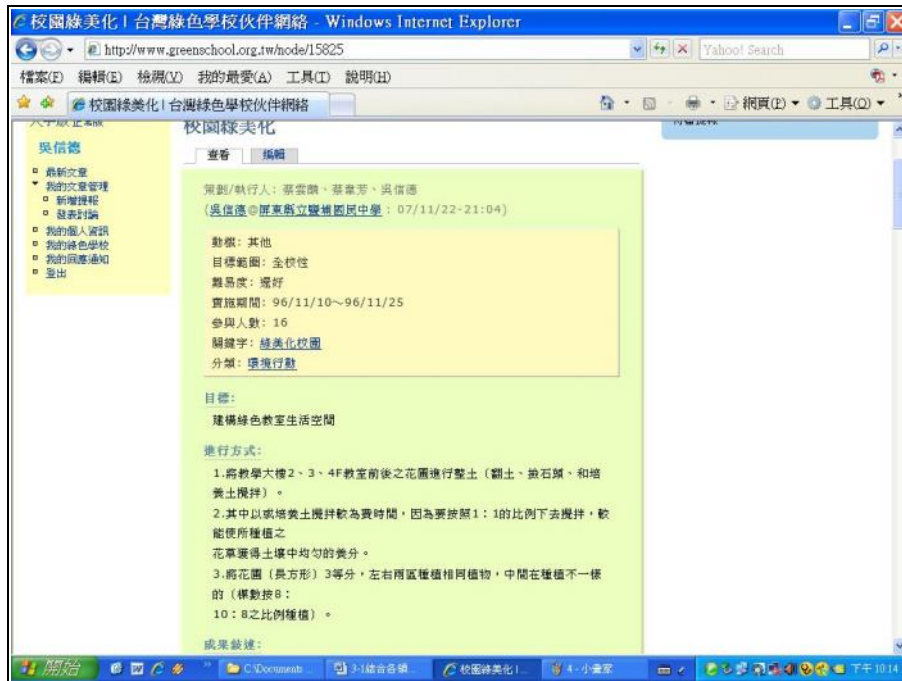 校園綠美化 | 台灣綠色學校伙伴網絡 - Windows Internet Explorer
http://www.greenschool.org.tw/node/15825
Yahoo! Search
檔案(F) 編輯(E) 檢視(V) 我的最愛(A) 工具(T) 說明(H)
校園綠美化 | 台灣綠色學校伙伴網絡
網頁(P) 工具(O)
校園綠美化
吳信德
查看 編輯
最新文章
我的文章管理
新增提報
發表討論
我的個人資訊
我的綠色學校
我的回應通知
登出
策劃/執行人: 蔡雲麟、蔡韋芳、吳信德
(吳信德@屏東縣立鹽埔國民中學 : 07/11/22-21:04)
動機: 其他
目標範圍: 全校性
難易度: 還好
實施期間: 96/11/10～96/11/25
參與人數: 16
關鍵字: 綠美化校園
分類: 環境行動
目標:
建構綠色教室生活空間
進行方式:
1.將教學大樓2、3、4F教室前後之花圃進行整土（翻土、撿石頭、和培
養土攪拌）。
2.其中以或培養土攪拌較為費時間，因為要按照1：1的比例下去攪拌，較
能使所種植之
花草獲得土壤中均勻的養分。
3.將花圃（長方形）3等分，左右兩區種植相同植物，中間在種植不一樣
的（棵數按8：
10：8之比例種植）。
成果敘述:
開始
C:\Documents ...
3-1結合各領...
校園綠美化 | ...
4 - 小畫家
下午 10:14